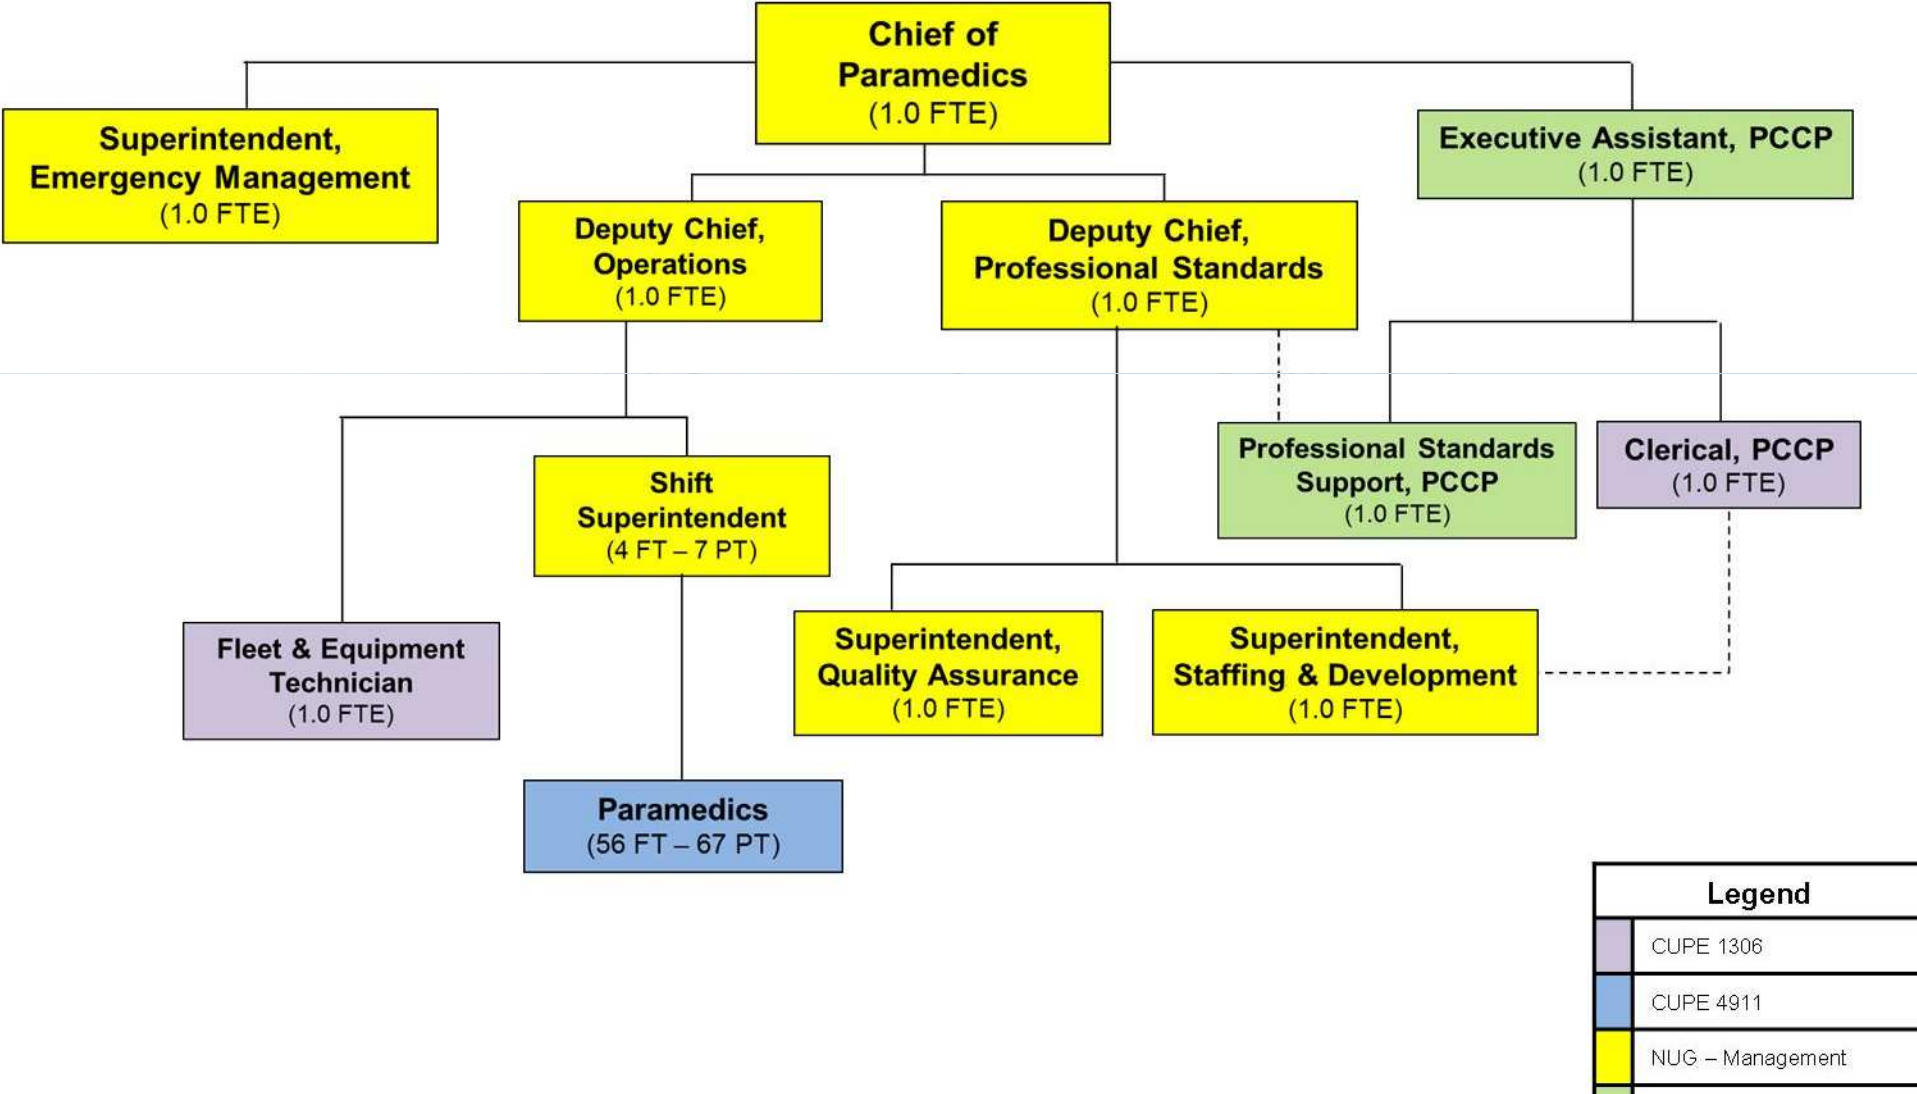 Chief of
Paramedics
(1.0 FTE)
Superintendent,
Emergency Management
(1.0 FTE)
Executive Assistant, PCCP
(1.0 FTE)
Deputy Chief,
Operations
(1.0 FTE)
Deputy Chief,
Professional Standards
(1.0 FTE)
Professional Standards
Support, PCCP
(1.0 FTE)
Clerical, PCCP
(1.0 FTE)
Shift
Superintendent
(4 FT – 7 PT)
Fleet & Equipment
Technician
(1.0 FTE)
Superintendent,
Quality Assurance
(1.0 FTE)
Superintendent,
Staffing & Development
(1.0 FTE)
Paramedics
(56 FT – 67 PT)
Legend
CUPE 1306
CUPE 4911
NUG – Management